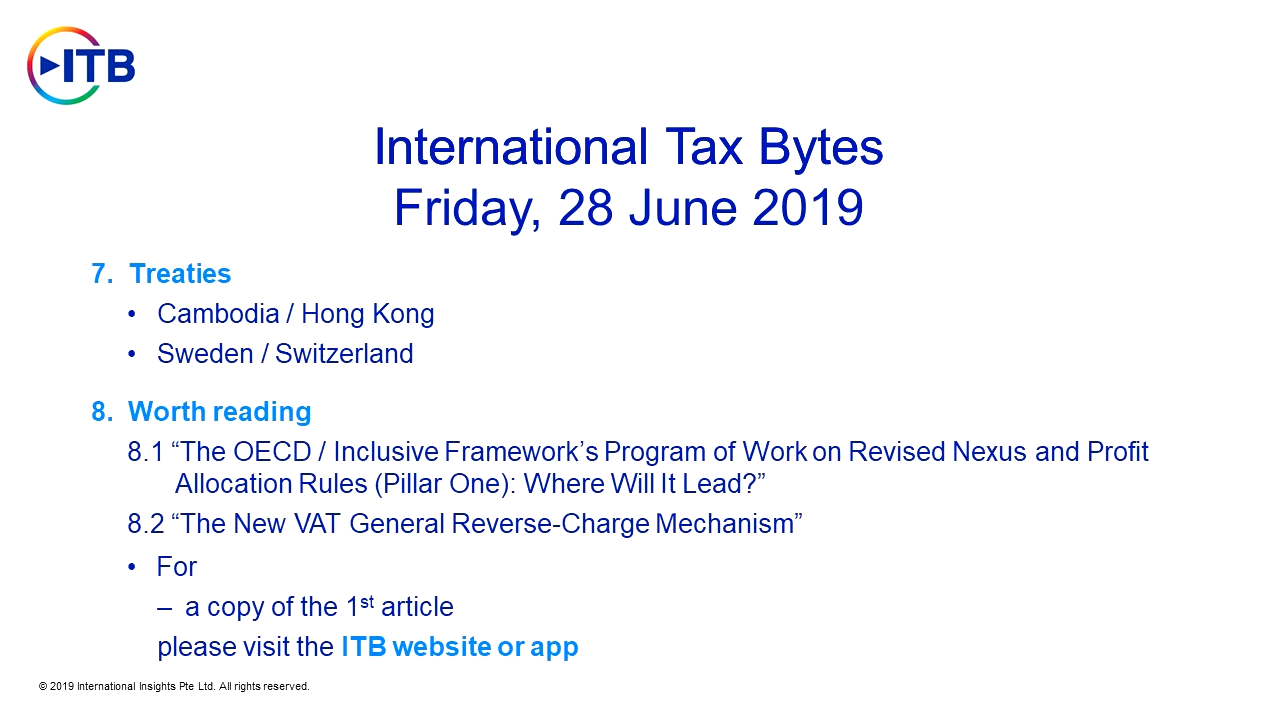 ITB
International Tax Bytes
Friday, 28 June 2019
7. Treaties
• Cambodia / Hong Kong
• Sweden / Switzerland
8. Worth reading
8.1 “The OECD / Inclusive Framework’s Program of Work on Revised Nexus and Profit
Allocation Rules (Pillar One): Where Will It Lead?”
8.2 “The New VAT General Reverse-Charge Mechanism”
• For
– a copy of the 1st article
please visit the ITB website or app
© 2019 International Insights Pte Ltd. All rights reserved.